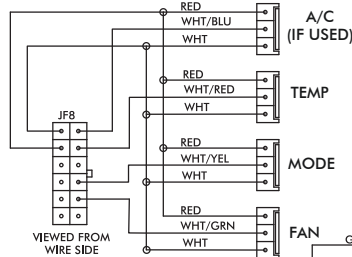 RED
WHT/BLU
WHT
A/C
(IF USED)
RED
WHT/RED
WHT
TEMP
JF8
RED
WHT/YEL
WHT
MODE
RED
WHT/GRN
WHT
FAN
VIEWED FROM
WIRE SIDE
G